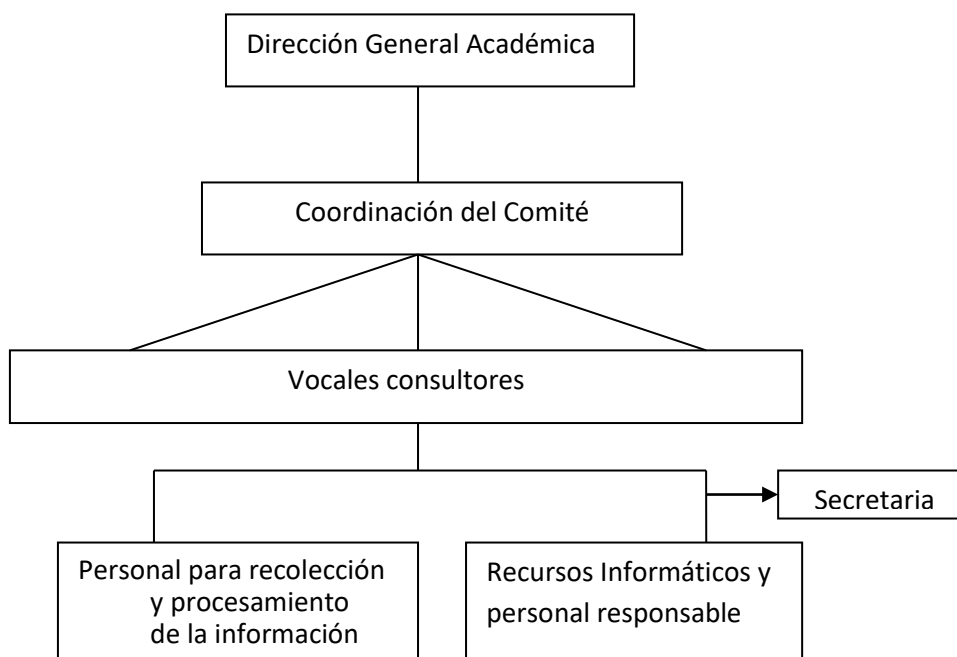 Dirección General Académica
Coordinación del Comité
Vocales consultores
Secretaria
Personal para recolección
y procesamiento
de la información
Recursos Informáticos y
personal responsable